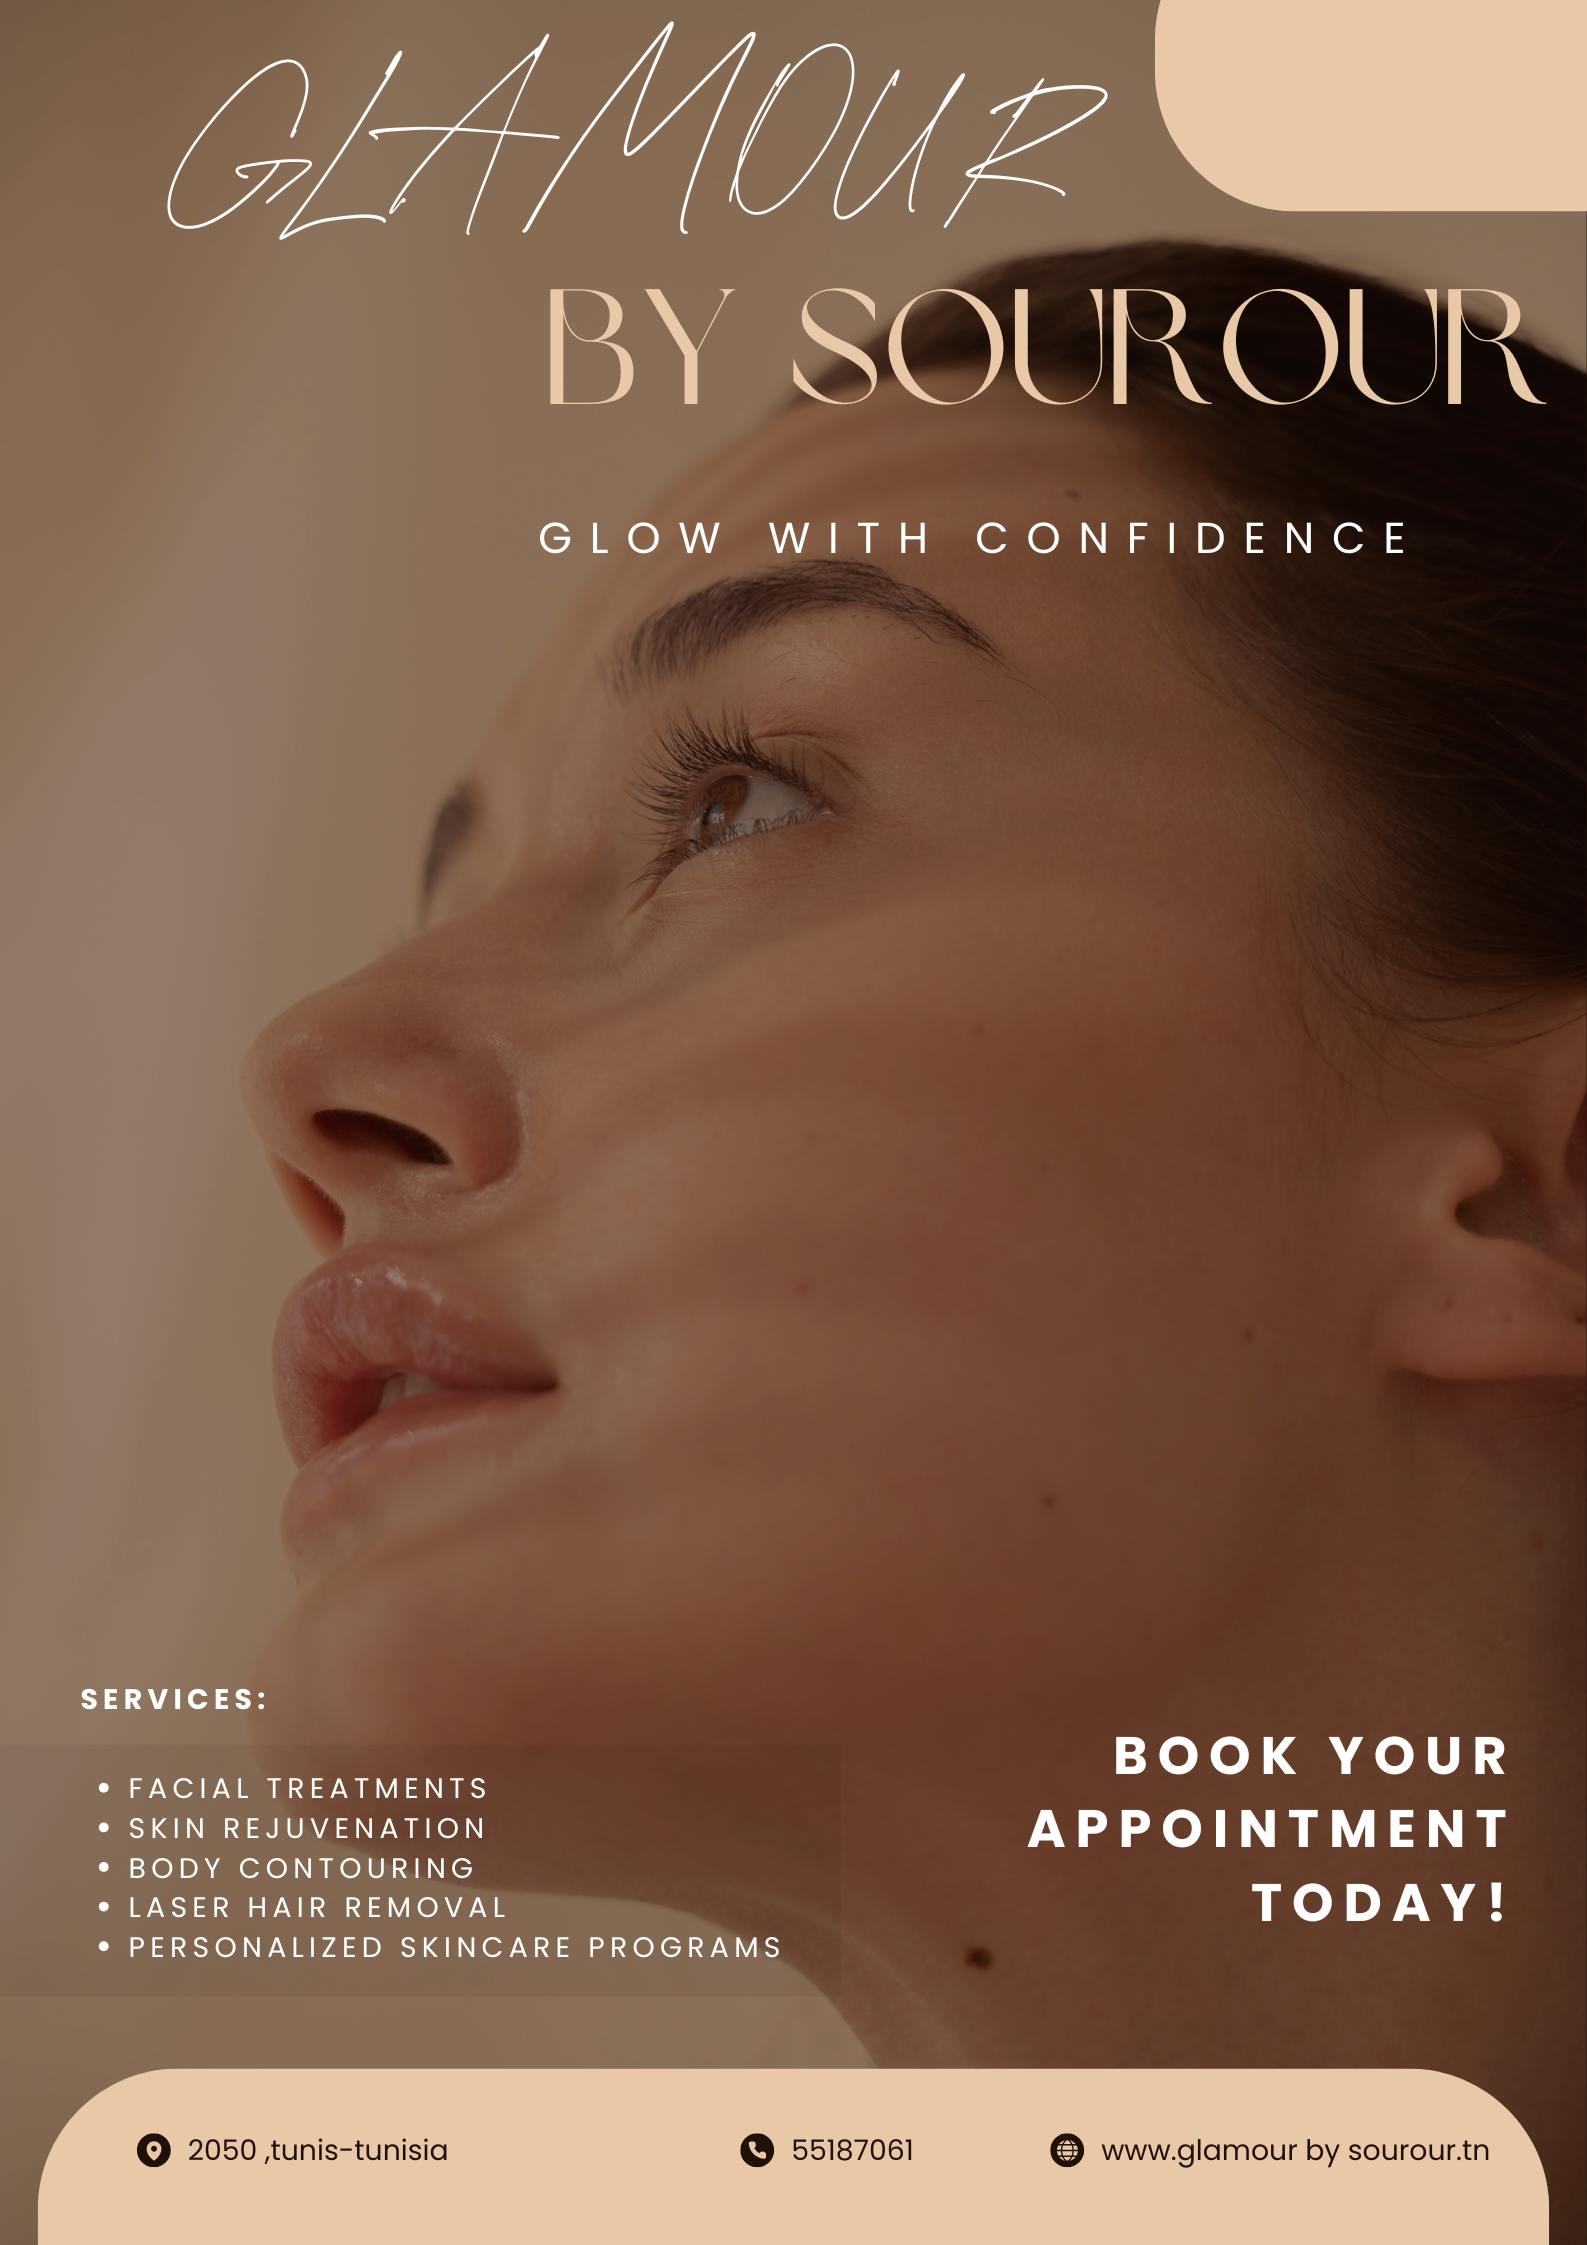 GLAMOUR
BY SOUROUR
GLOW WITH CONFIDENCE
SERVICES:
• FACIAL TREATMENTS
• SKIN REJUVENATION
• BODY CONTOURING
• LASER HAIR REMOVAL
• PERSONALIZED SKINCARE PROGRAMS
BOOK YOUR
APPOINTMENT
TODAY!
2050 ,tunis-tunisia
55187061
www.glamour by sourour.tn